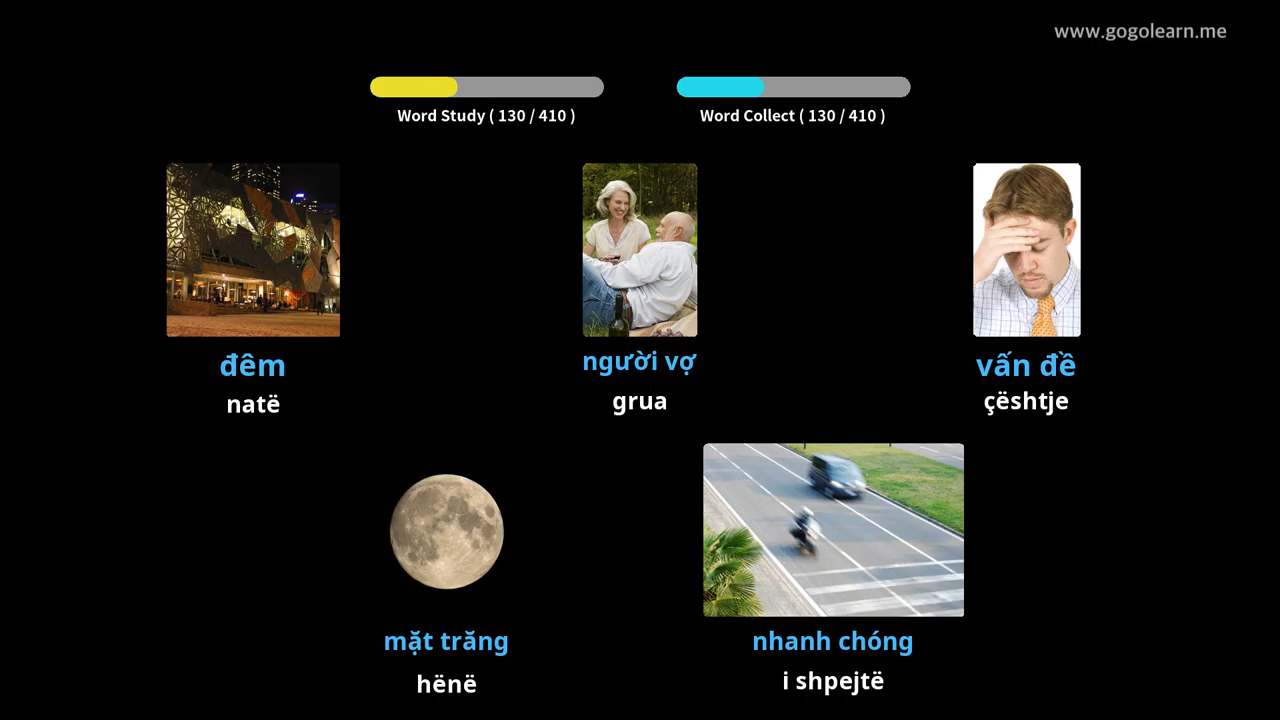 www.gogolearn.me
Word Study ( 130 / 410 )
Word Collect ( 130 / 410 )
đêm
natë
người vợ
grua
vấn đề
çështje
mặt trăng
hënë
nhanh chóng
i shpejtë